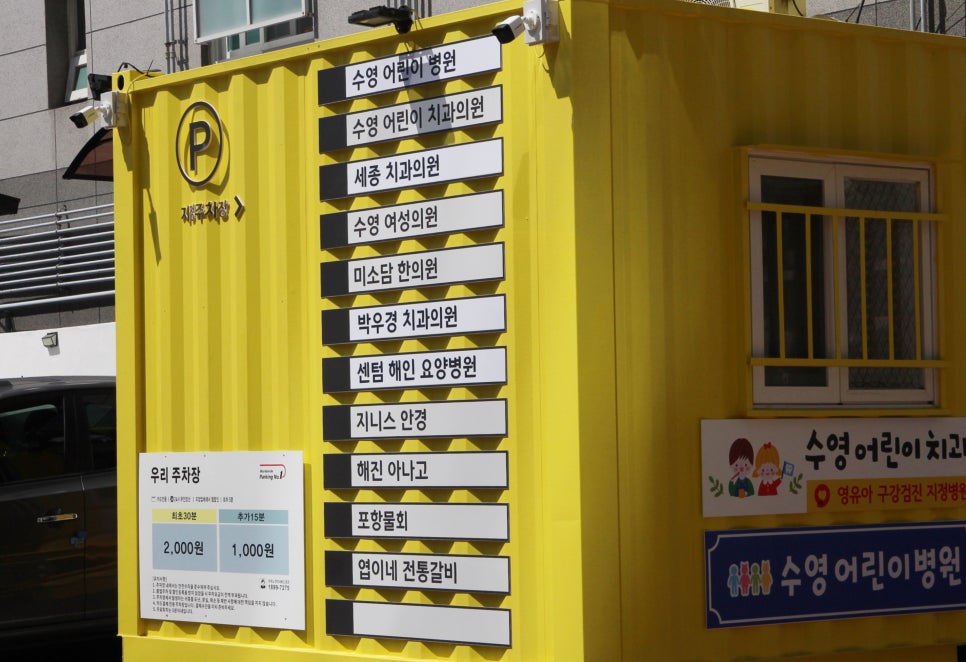 P
지정주차장
수영 어린이 병원
수영 어린이 치과의원
세종 치과의원
수영 여성의원
미소담 한의원
박우경 치과의원
센텀 해인 요양병원
지니스 안경
해진 아나고
포항물회
엽이네 전통갈비
우리 주차장
Parking No.1
최초30분 추가15분
2,000원 1,000원
1899-7275
수영 어린이 치과
영유아 구강검진 지정병원
수영 어린이병원